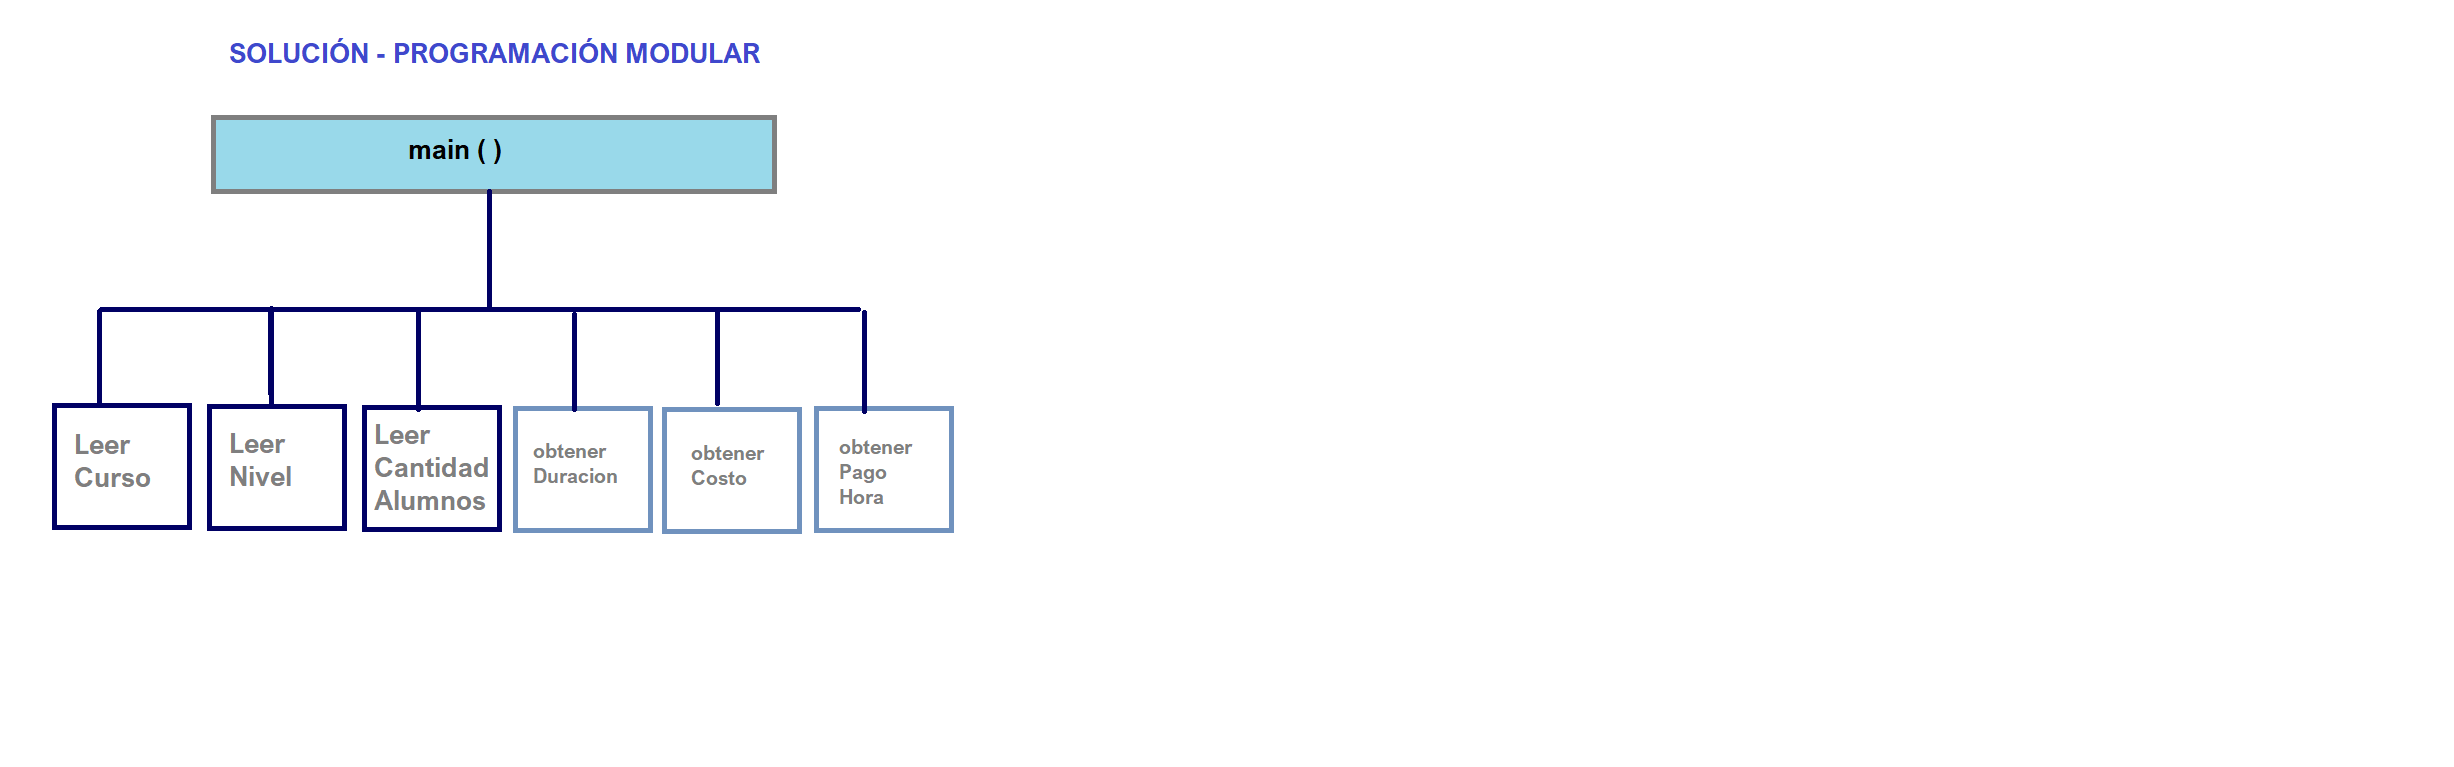 SOLUCIÓN - PROGRAMACIÓN MODULAR
main ( )
Leer
Curso
Leer
Nivel
Leer
Cantidad
Alumnos
obtener
Duracion
obtener
Costo
obtener
Pago
Hora